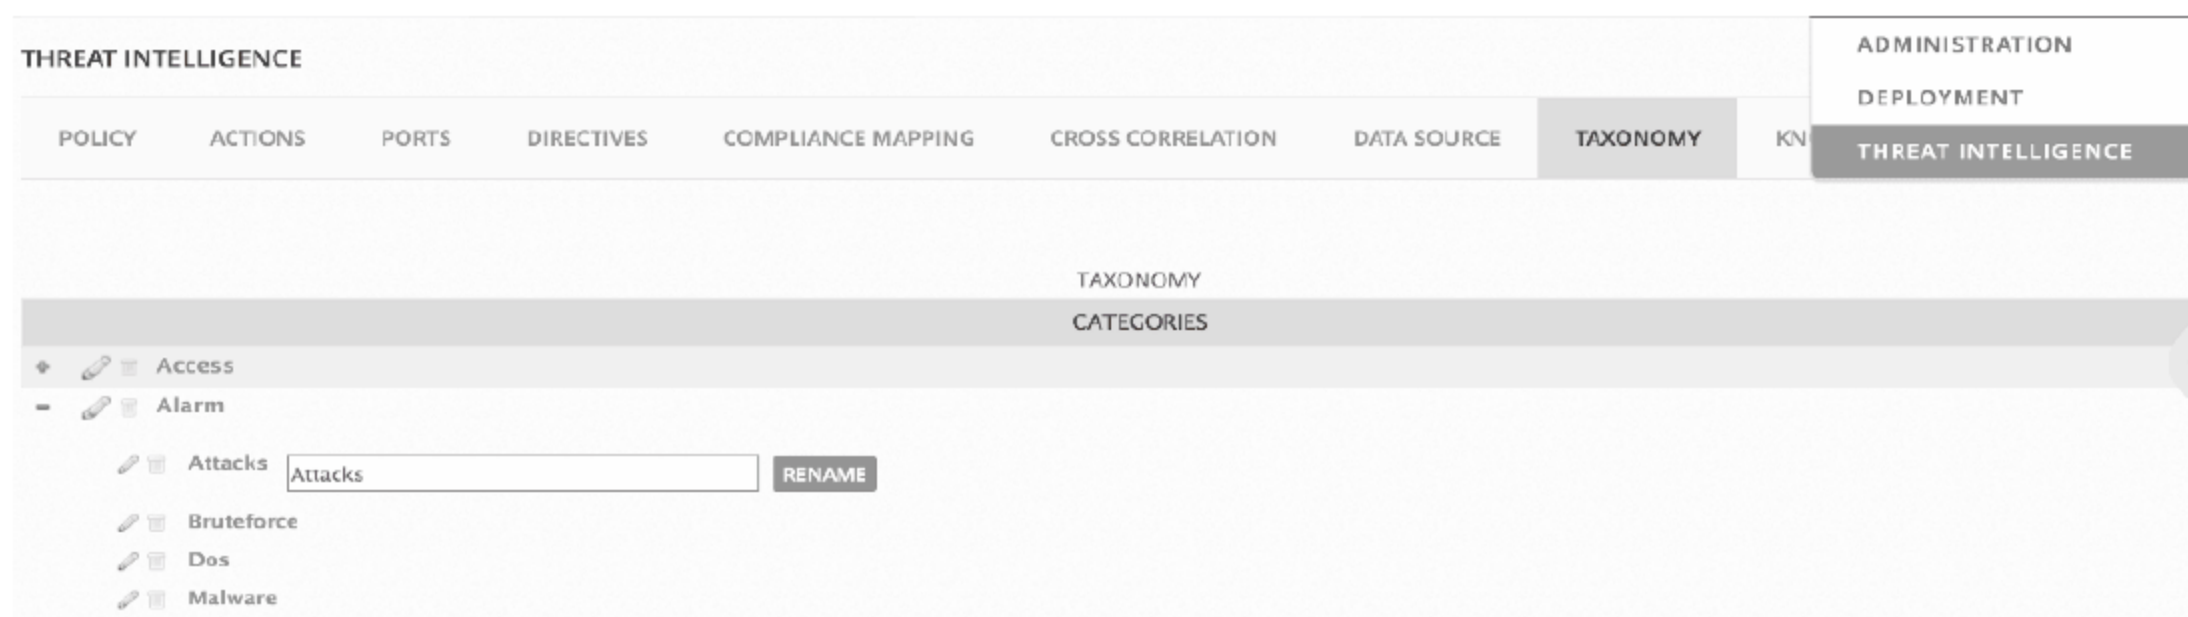 THREAT INTELLIGENCE
ADMINISTRATION
DEPLOYMENT
THREAT INTELLIGENCE
POLICY ACTIONS PORTS DIRECTIVES COMPLIANCE MAPPING CROSS CORRELATION DATA SOURCE TAXONOMY KN
TAXONOMY
CATEGORIES
Access
Alarm
Attacks Attacks RENAME
Bruteforce
Dos
Malware